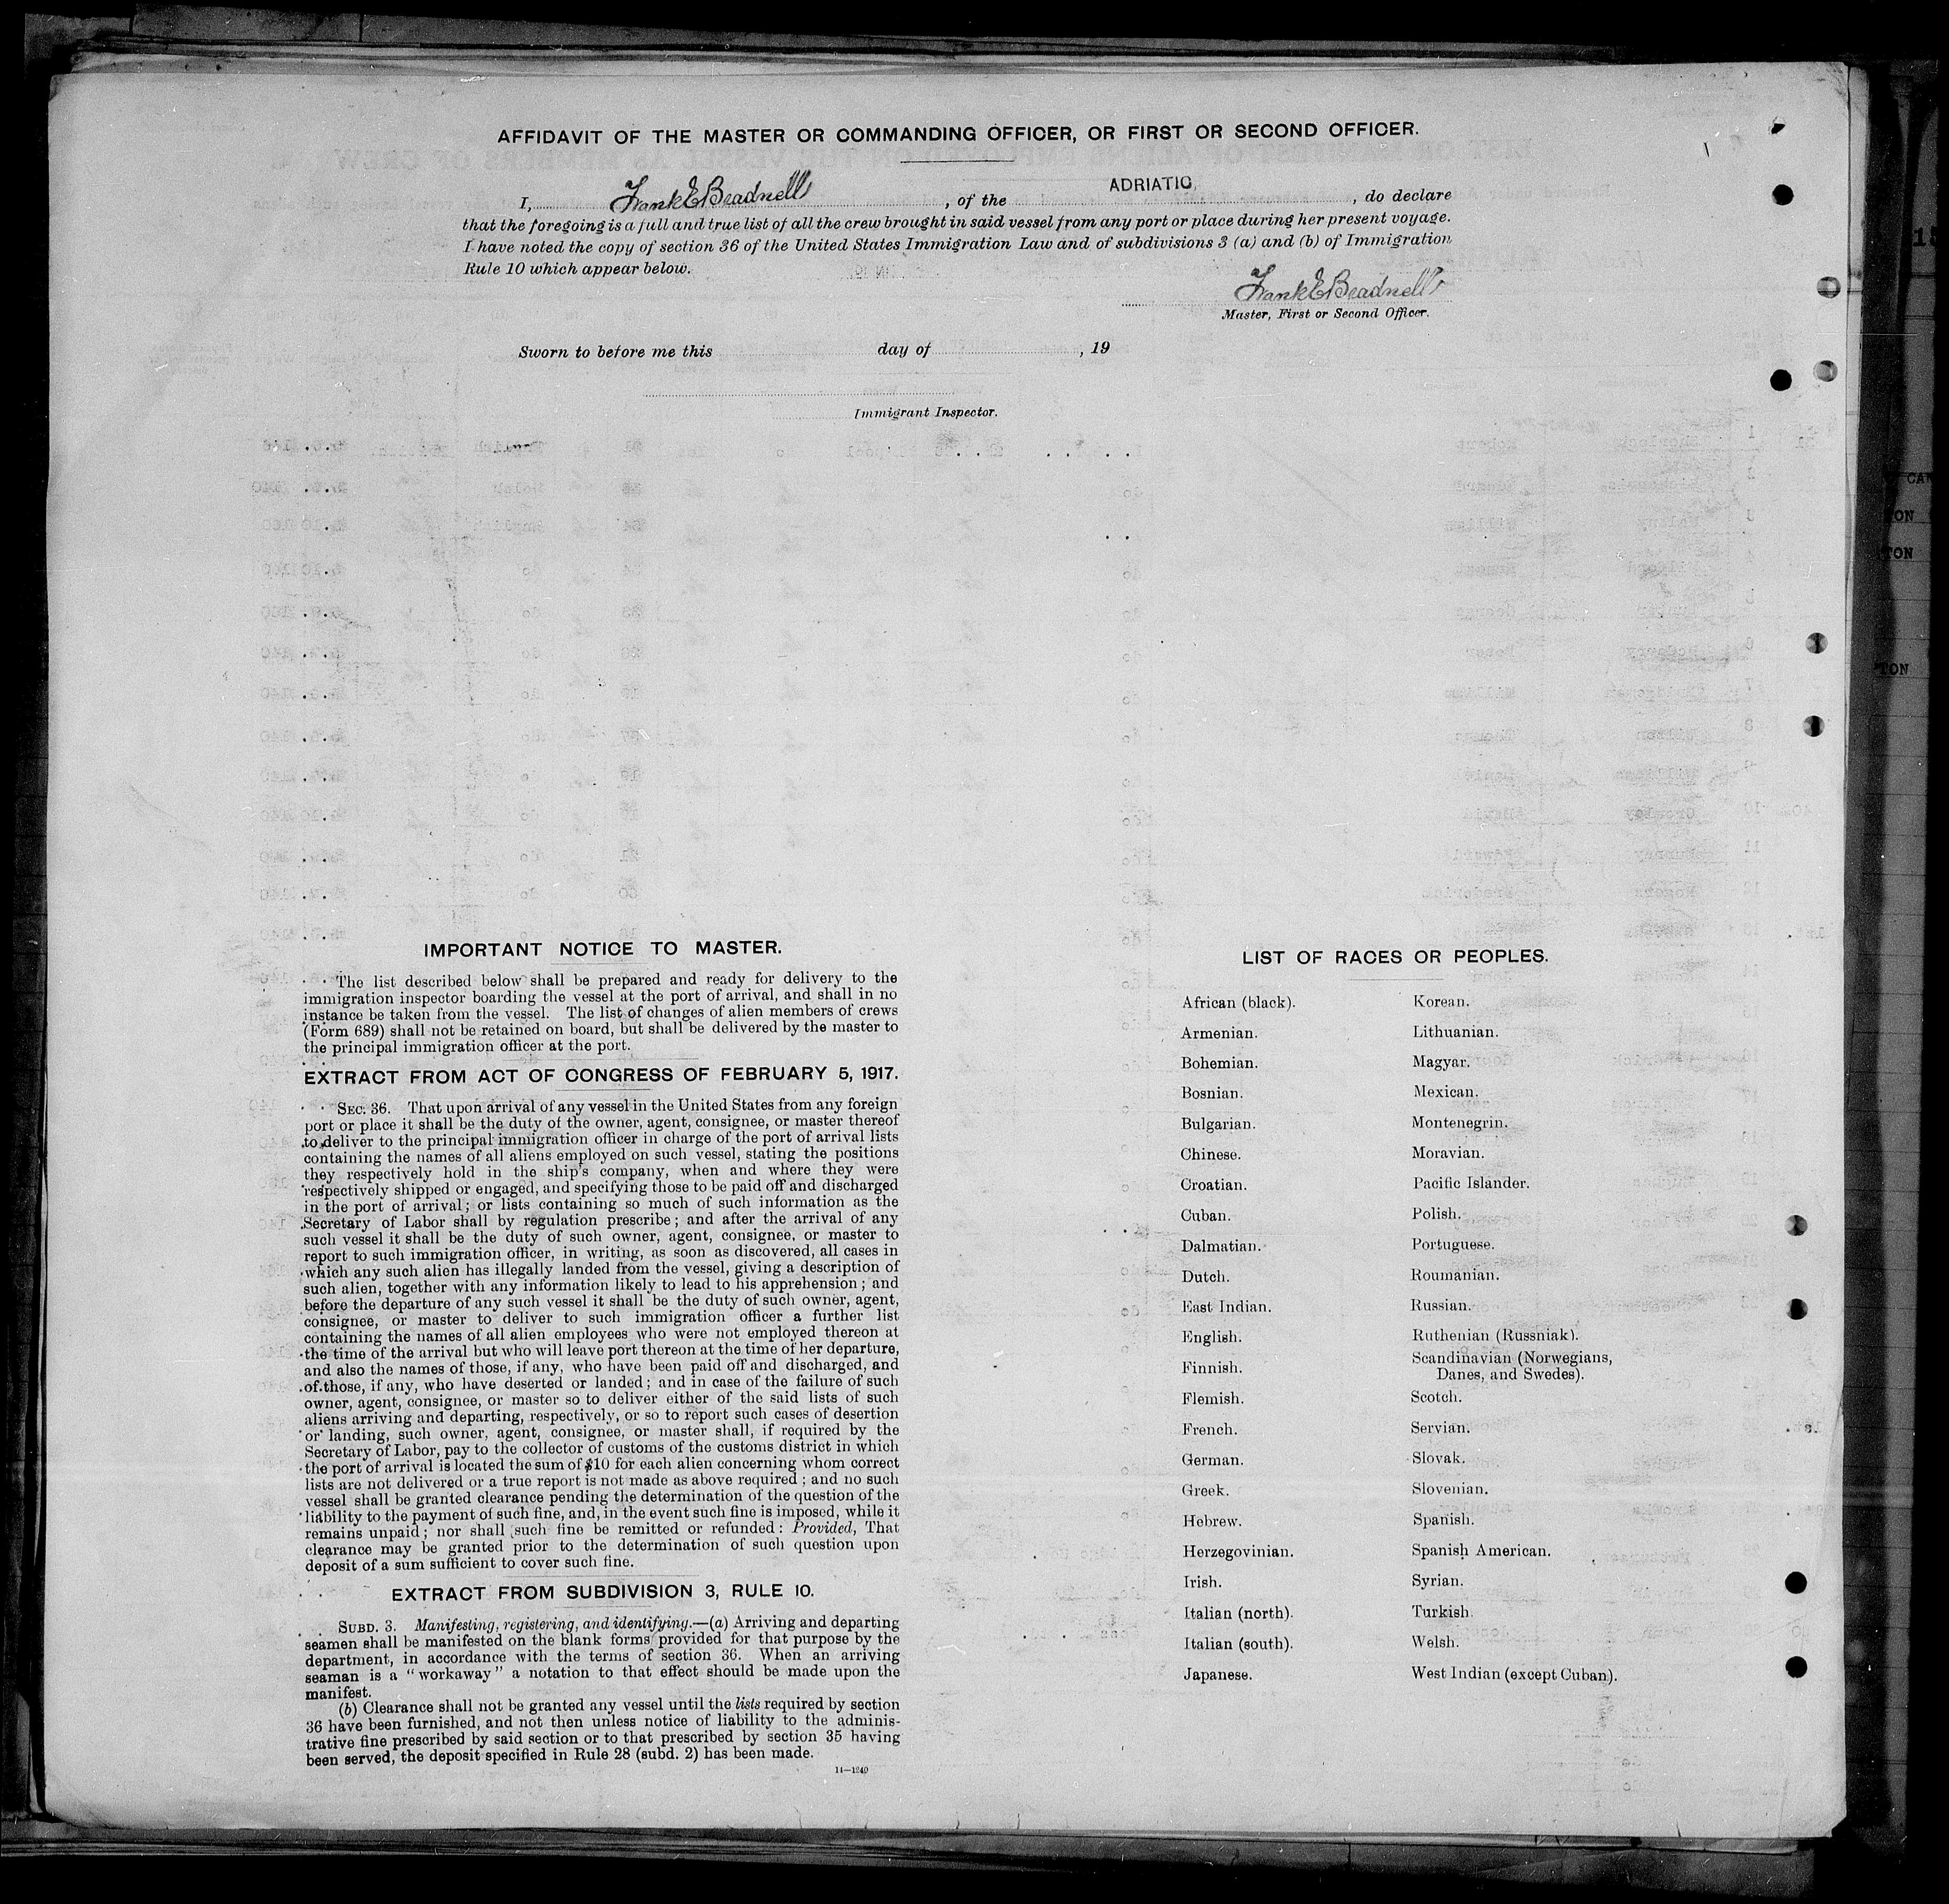 AFFIDAVIT OF THE MASTER OR COMMANDING OFFICER, OR FIRST OR SECOND OFFICER.
I, Frank E Beadnell, of the ADRIATIC, do declare
that the foregoing is a full and true list of all the crew brought in said vessel from any port or place during her present voyage.
I have noted the copy of section 36 of the United States Immigration Law and of subdivisions 3 (a) and (b) of Immigration
Rule 10 which appear below.
Frank E Beadnell
Master, First or Second Officer.
Sworn to before me this day of , 19
Immigrant Inspector.
IMPORTANT NOTICE TO MASTER.
The list described below shall be prepared and ready for delivery to the
immigration inspector boarding the vessel at the port of arrival, and shall in no
instance be taken from the vessel. The list of changes of alien members of crews
(Form 689) shall not be retained on board, but shall be delivered by the master to
the principal immigration officer at the port.
EXTRACT FROM ACT OF CONGRESS OF FEBRUARY 5, 1917.
SEC. 36. That upon arrival of any vessel in the United States from any foreign
port or place it shall be the duty of the owner, agent, consignee, or master thereof
to deliver to the principal immigration officer in charge of the port of arrival lists
containing the names of all aliens employed on such vessel, stating the positions
they respectively hold in the ship's company, when and where they were
respectively shipped or engaged, and specifying those to be paid off and discharged
in the port of arrival; or lists containing so much of such information as the
Secretary of Labor shall by regulation prescribe; and after the arrival of any
such vessel it shall be the duty of such owner, agent, consignee, or master to
report to such immigration officer, in writing, as soon as discovered, all cases in
which any such alien has illegally landed from the vessel, giving a description of
such alien, together with any information likely to lead to his apprehension; and
before the departure of any such vessel it shall be the duty of such owner, agent,
consignee, or master to deliver to such immigration officer a further list
containing the names of all alien employees who were not employed thereon at
the time of the arrival but who will leave port thereon at the time of her departure,
and also the names of those, if any, who have been paid off and discharged, and
of those, if any, who have deserted or landed; and in case of the failure of such
owner, agent, consignee, or master so to deliver either of the said lists of such
aliens arriving and departing, respectively, or so to report such cases of desertion
or landing, such owner, agent, consignee, or master shall, if required by the
Secretary of Labor, pay to the collector of customs of the customs district in which
the port of arrival is located the sum of $10 for each alien concerning whom correct
lists are not delivered or a true report is not made as above required; and no such
vessel shall be granted clearance pending the determination of the question of the
liability to the payment of such fine, and, in the event such fine is imposed, while it
remains unpaid; nor shall such fine be remitted or refunded: Provided, That
clearance may be granted prior to the determination of such question upon
deposit of a sum sufficient to cover such fine.
EXTRACT FROM SUBDIVISION 3, RULE 10.
SUBD. 3. Manifesting, registering, and identifying.—(a) Arriving and departing
seamen shall be manifested on the blank forms provided for that purpose by the
department, in accordance with the terms of section 36. When an arriving
seaman is a "workaway" a notation to that effect should be made upon the
manifest.
(b) Clearance shall not be granted any vessel until the lists required by section
36 have been furnished, and not then unless notice of liability to the adminis-
trative fine prescribed by said section or to that prescribed by section 35 having
been served, the deposit specified in Rule 28 (subd. 2) has been made.
14—1240
LIST OF RACES OR PEOPLES.
African (black).
Armenian.
Bohemian.
Bosnian.
Bulgarian.
Chinese.
Croatian.
Cuban.
Dalmatian.
Dutch.
East Indian.
English.
Finnish.
Flemish.
French.
German.
Greek.
Hebrew.
Herzegovinian.
Irish.
Italian (north).
Italian (south).
Japanese.
Korean.
Lithuanian.
Magyar.
Mexican.
Montenegrin.
Moravian.
Pacific Islander.
Polish.
Portuguese.
Roumanian.
Russian.
Ruthenian (Russniak).
Scandinavian (Norwegians,
Danes, and Swedes).
Scotch.
Servian.
Slovak.
Slovenian.
Spanish.
Spanish American.
Syrian.
Turkish.
Welsh.
West Indian (except Cuban).
TON
TON
TON